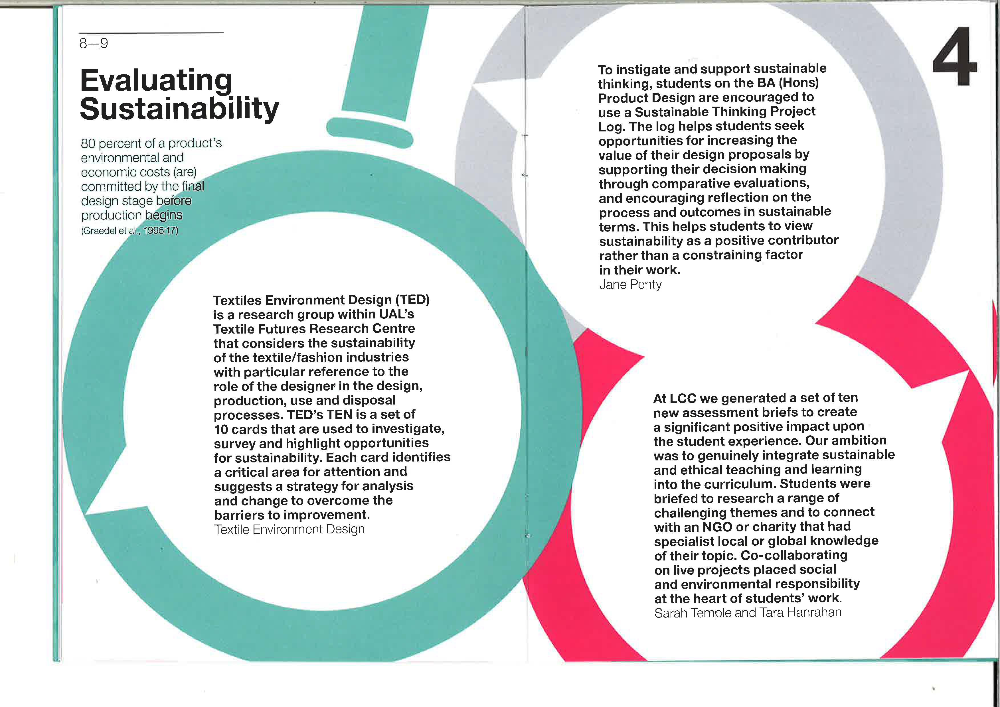 8—9
Evaluating
Sustainability
80 percent of a product's
environmental and
economic costs (are)
committed by the final
design stage before
production begins
(Graedel et al., 1995:17)
Textiles Environment Design (TED)
is a research group within UAL's
Textile Futures Research Centre
that considers the sustainability
of the textile/fashion industries
with particular reference to the
role of the designer in the design,
production, use and disposal
processes. TED's TEN is a set of
10 cards that are used to investigate,
survey and highlight opportunities
for sustainability. Each card identifies
a critical area for attention and
suggests a strategy for analysis
and change to overcome the
barriers to improvement.
Textile Environment Design
4
To instigate and support sustainable
thinking, students on the BA (Hons)
Product Design are encouraged to
use a Sustainable Thinking Project
Log. The log helps students seek
opportunities for increasing the
value of their design proposals by
supporting their decision making
through comparative evaluations,
and encouraging reflection on the
process and outcomes in sustainable
terms. This helps students to view
sustainability as a positive contributor
rather than a constraining factor
in their work.
Jane Penty
At LCC we generated a set of ten
new assessment briefs to create
a significant positive impact upon
the student experience. Our ambition
was to genuinely integrate sustainable
and ethical teaching and learning
into the curriculum. Students were
briefed to research a range of
challenging themes and to connect
with an NGO or charity that had
specialist local or global knowledge
of their topic. Co-collaborating
on live projects placed social
and environmental responsibility
at the heart of students' work.
Sarah Temple and Tara Hanrahan